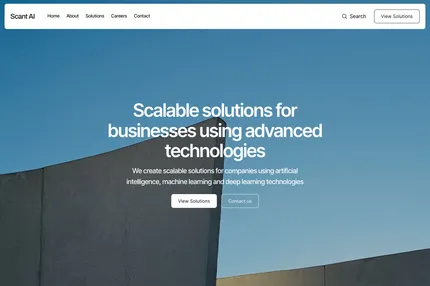 Scant AI Home About Solutions Careers Contact Search View Solutions
Scalable solutions for
businesses using advanced
technologies
We create scalable solutions for companies using artificial
intelligence, machine learning and deep learning technologies
View Solutions Contact us